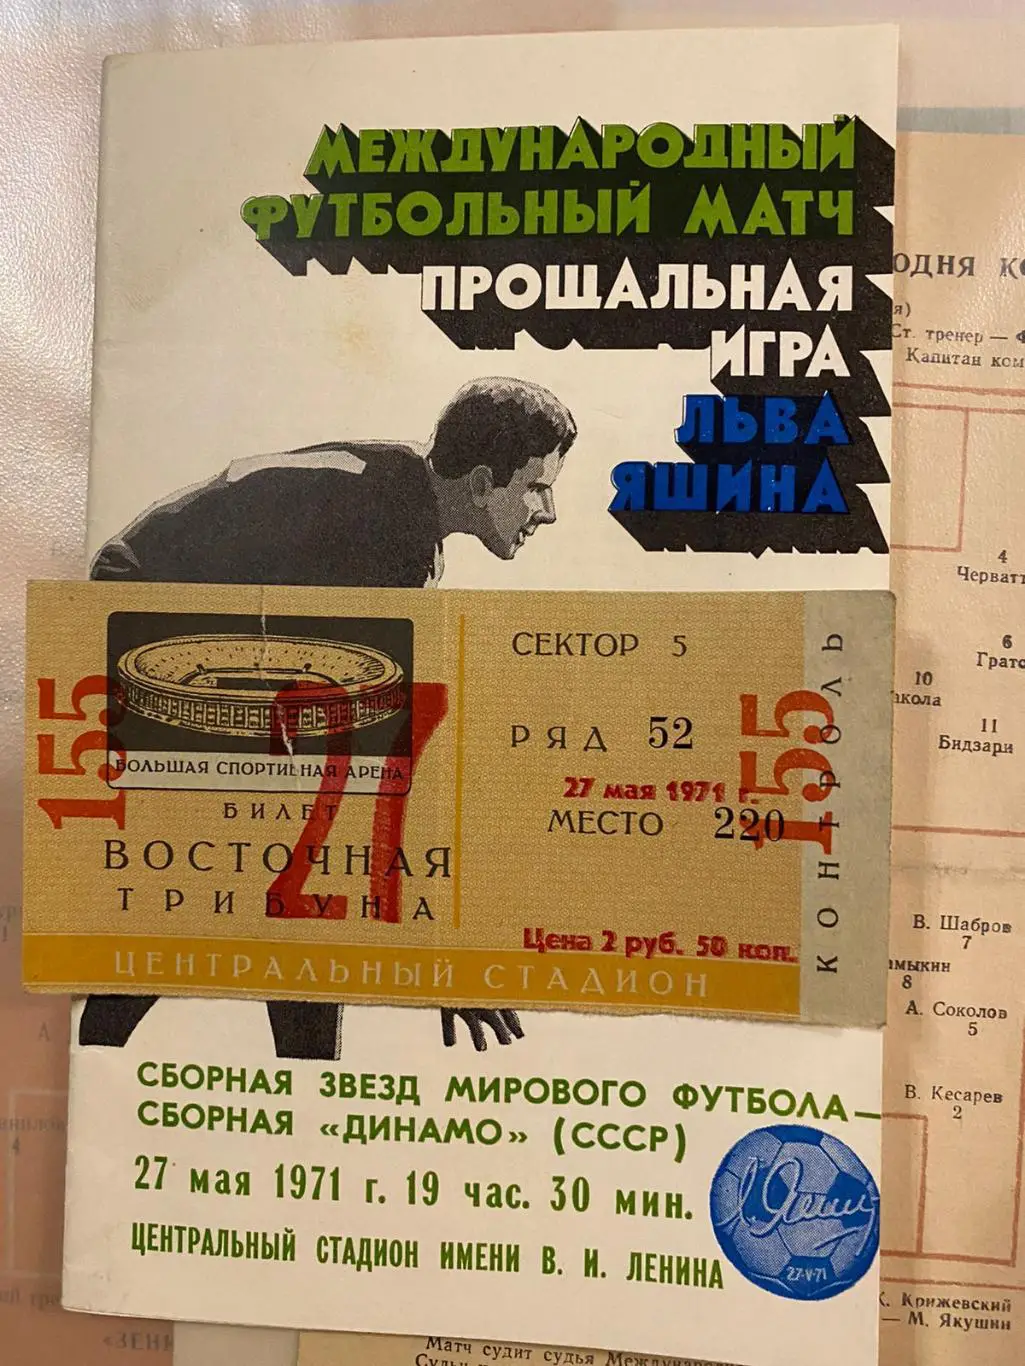 МЕЖДУНАРОДНЫЙ
ФУТБОЛЬНЫЙ МАТЧ
ПРОЩАЛЬНАЯ
ИГРА
ЛЬВА
ЯШИНА
155
27
БОЛЬШАЯ СПОРТИВНАЯ АРЕНА
БИЛЕТ
ВОСТОЧНАЯ
ТРИБУНА
СЕКТОР 5
РЯД 52
27 мая 1971 г.
МЕСТО 220
Цена 2 руб. 50 коп.
155
КОНТРОЛЬ
ЦЕНТРАЛЬНЫЙ СТАДИОН
СБОРНАЯ ЗВЕЗД МИРОВОГО ФУТБОЛА—
СБОРНАЯ «ДИНАМО» (СССР)
27 мая 1971 г. 19 час. 30 мин.
ЦЕНТРАЛЬНЫЙ СТАДИОН ИМЕНИ В. И. ЛЕНИНА
Л. Яшин
27-V-71
Ст. тренер —
Капитан
4
6
10
11
Бидзари
В. Шабров
7
8
А. Соколов
5
В. Кесарев
2
Крижевский
— М. Якушин
Матч судит судья
4